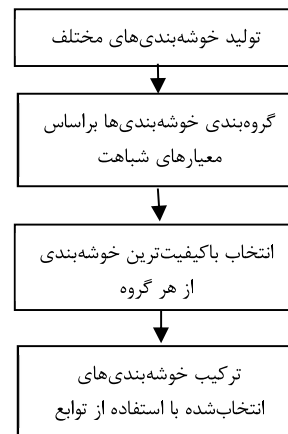 تولید خوشه‌بندی‌های مختلف
گروه‌بندی خوشه‌بندی‌ها براساس
معیارهای شباهت
انتخاب باکیفیت‌ترین خوشه‌بندی
از هر گروه
ترکیب خوشه‌بندی‌های
انتخاب‌شده با استفاده از توابع